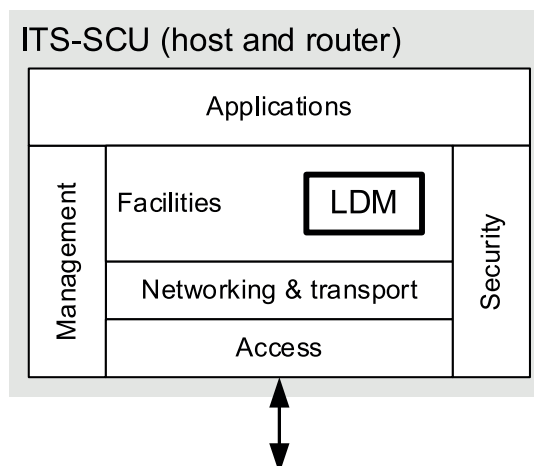 ITS-SCU (host and router)
Applications
Management
Facilities
LDM
Security
Networking & transport
Access